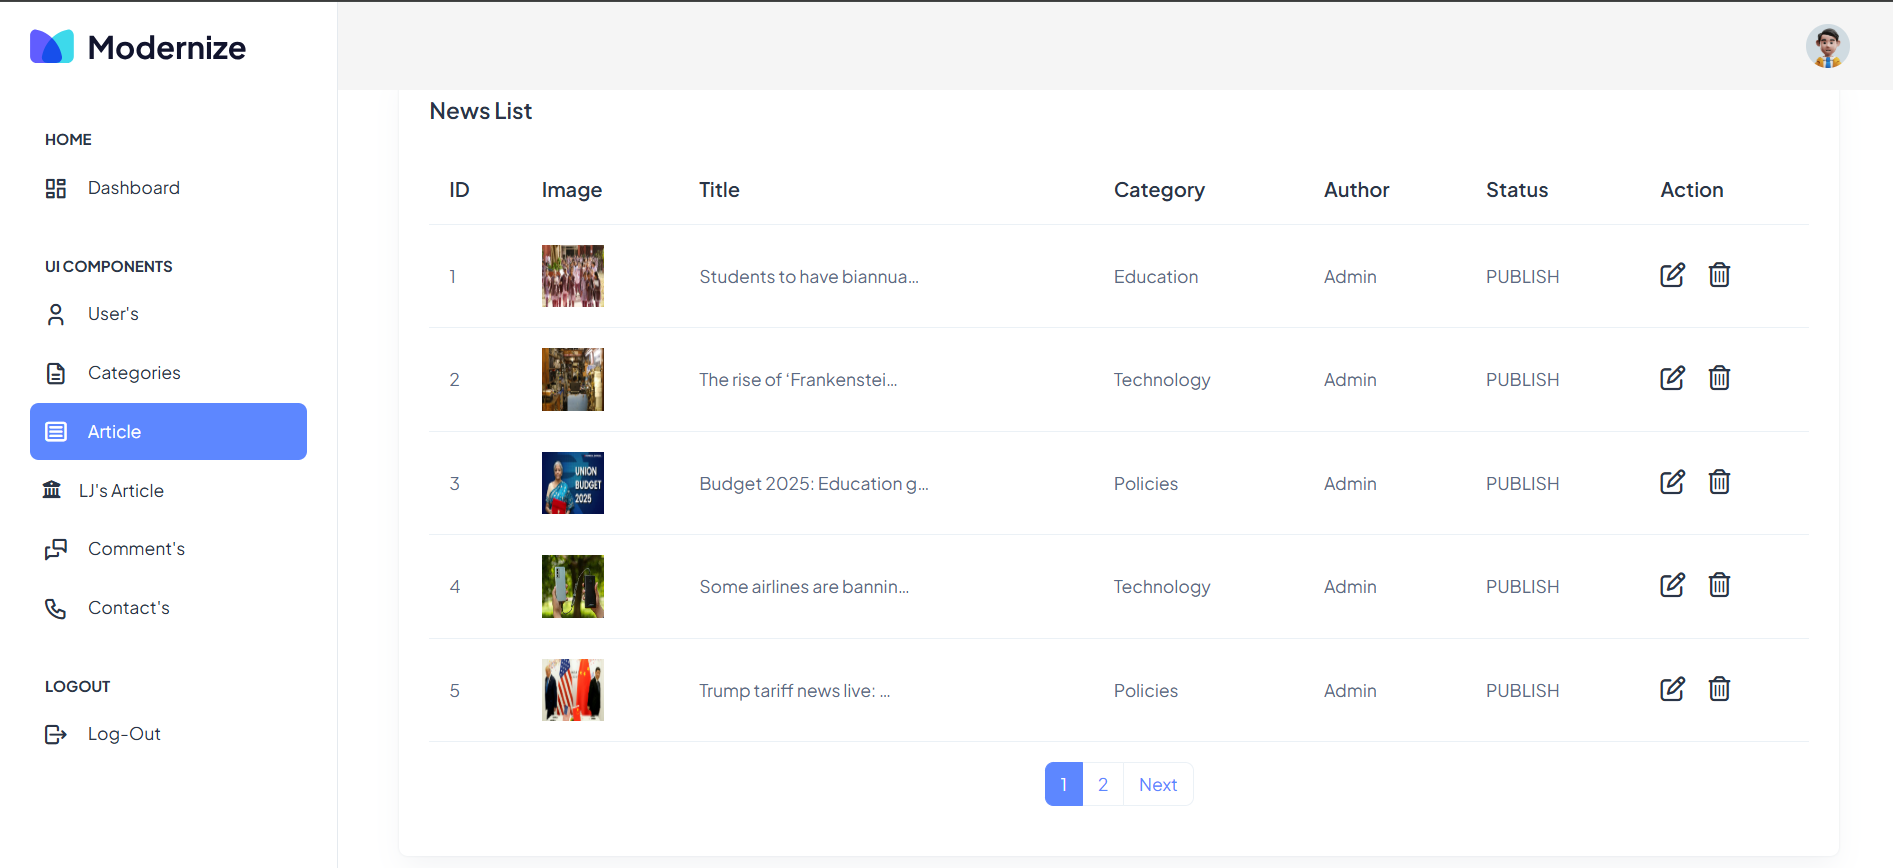 Modernize
HOME
Dashboard
UI COMPONENTS
User's
Categories
Article
LJ's Article
Comment's
Contact's
LOGOUT
Log-Out
News List
ID Image Title Category Author Status Action
1 Students to have biannua... Education Admin PUBLISH
2 The rise of ‘Frankenstei... Technology Admin PUBLISH
3 UNION BUDGET 2025 Budget 2025: Education g... Policies Admin PUBLISH
4 Some airlines are bannin... Technology Admin PUBLISH
5 Trump tariff news live: ... Policies Admin PUBLISH
1 2 Next